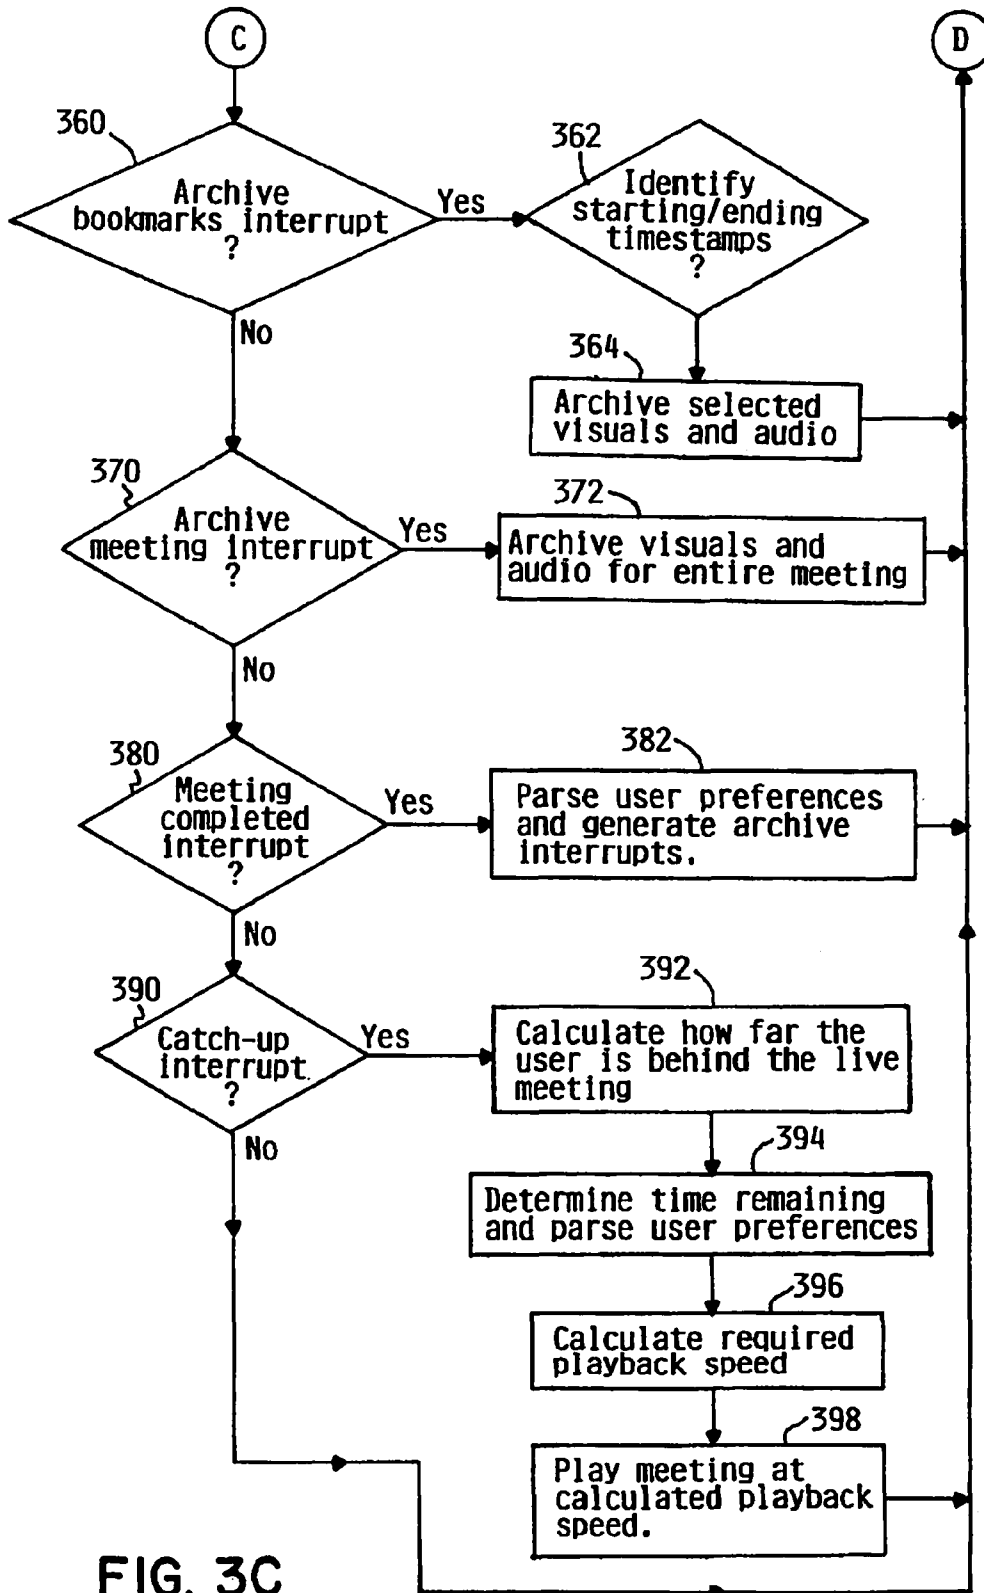 C
D
360
Archive
bookmarks interrupt
?
Yes
362
Identify
starting/ending
timestamps
?
No
364
Archive selected
visuals and audio
370
Archive
meeting interrupt
?
Yes
372
Archive visuals and
audio for entire meeting
No
380
Meeting
completed
interrupt
?
Yes
382
Parse user preferences
and generate archive
interrupts.
No
390
Catch-up
interrupt
?
Yes
392
Calculate how far the
user is behind the live
meeting
No
394
Determine time remaining
and parse user preferences
396
Calculate required
playback speed
398
Play meeting at
calculated playback
speed.
FIG. 3C